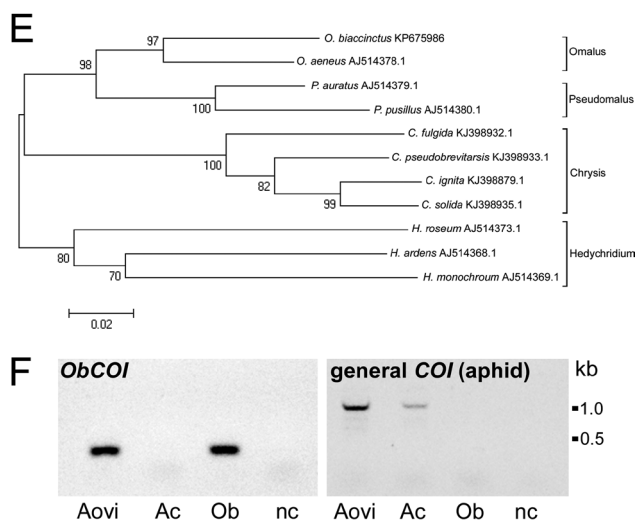 E
97
O. biaccinctus KP675986
Omalus
98
O. aeneus AJ514378.1
P. auratus AJ514379.1
Pseudomalus
100
P. pusillus AJ514380.1
C. fulgida KJ398932.1
100
C. pseudobrevitarsis KJ398933.1
Chrysis
82
C. ignita KJ398879.1
99
C. solida KJ398935.1
H. roseum AJ514373.1
80
H. ardens AJ514368.1
Hedychridium
70
H. monochroum AJ514369.1
0.02
F
ObCOI
general COI (aphid)
kb
1.0
0.5
Aovi Ac Ob nc
Aovi Ac Ob nc